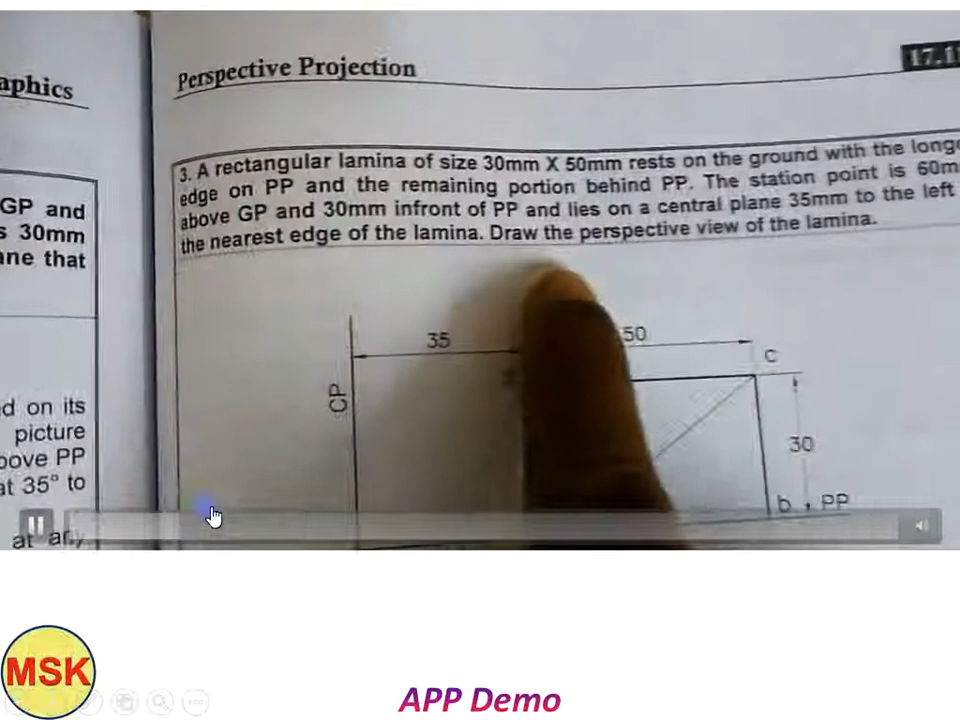 aphics
Perspective Projection
3. A rectangular lamina of size 30mm X 50mm rests on the ground with the
edge on PP and the remaining portion behind PP. The station point is
above GP and 30mm infront of PP and lies on a central plane 35mm to the left
the nearest edge of the lamina. Draw the perspective view of the lamina.
GP and
s 30mm
ane that
35
50
c
CP
30
b
PP
d on its
picture
bove PP
at 35° to
at any
MSK
APP Demo